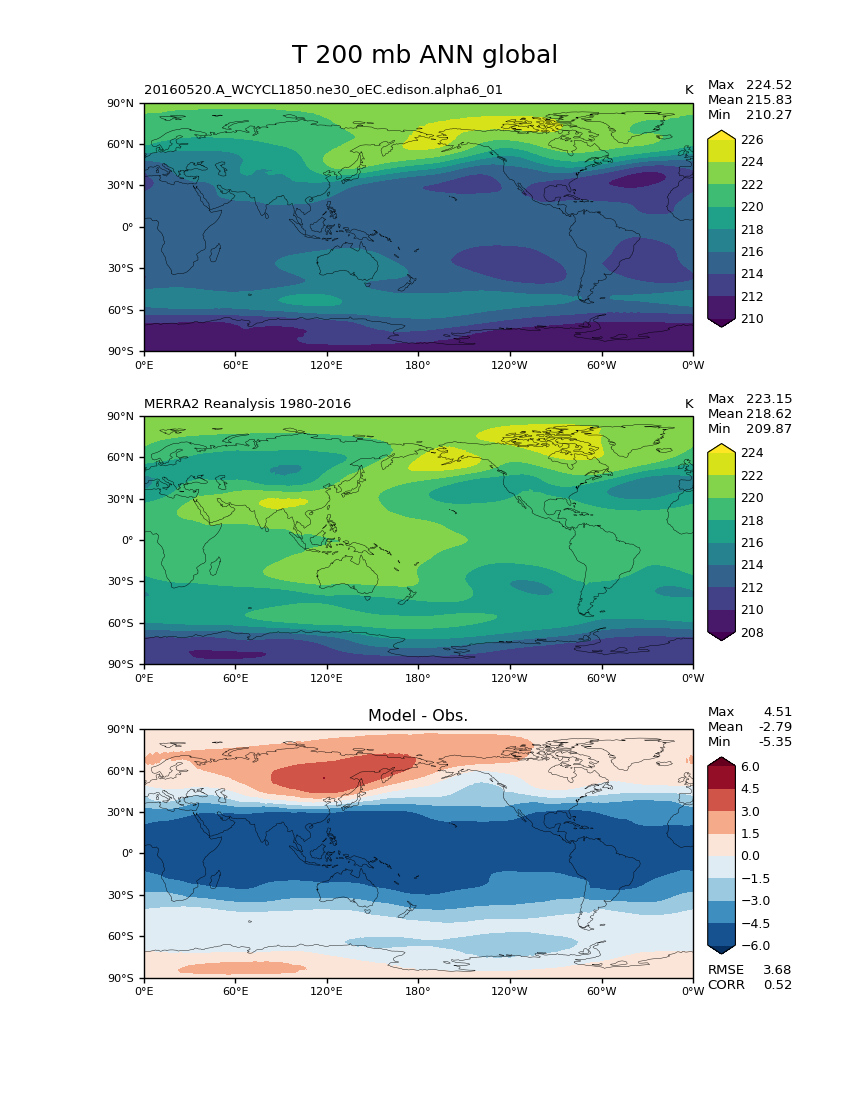 T 200 mb ANN global
20160520.A_WCYCL1850.ne30_oEC.edison.alpha6_01 K
Max 224.52
Mean 215.83
Min 210.27
90°N
60°N
30°N
0°
30°S
60°S
90°S
0°E 60°E 120°E 180° 120°W 60°W 0°W
226
224
222
220
218
216
214
212
210
MERRA2 Reanalysis 1980-2016 K
Max 223.15
Mean 218.62
Min 209.87
90°N
60°N
30°N
0°
30°S
60°S
90°S
0°E 60°E 120°E 180° 120°W 60°W 0°W
224
222
220
218
216
214
212
210
208
Model - Obs.
Max 4.51
Mean -2.79
Min -5.35
90°N
60°N
30°N
0°
30°S
60°S
90°S
0°E 60°E 120°E 180° 120°W 60°W 0°W
6.0
4.5
3.0
1.5
0.0
−1.5
−3.0
−4.5
−6.0
RMSE 3.68
CORR 0.52